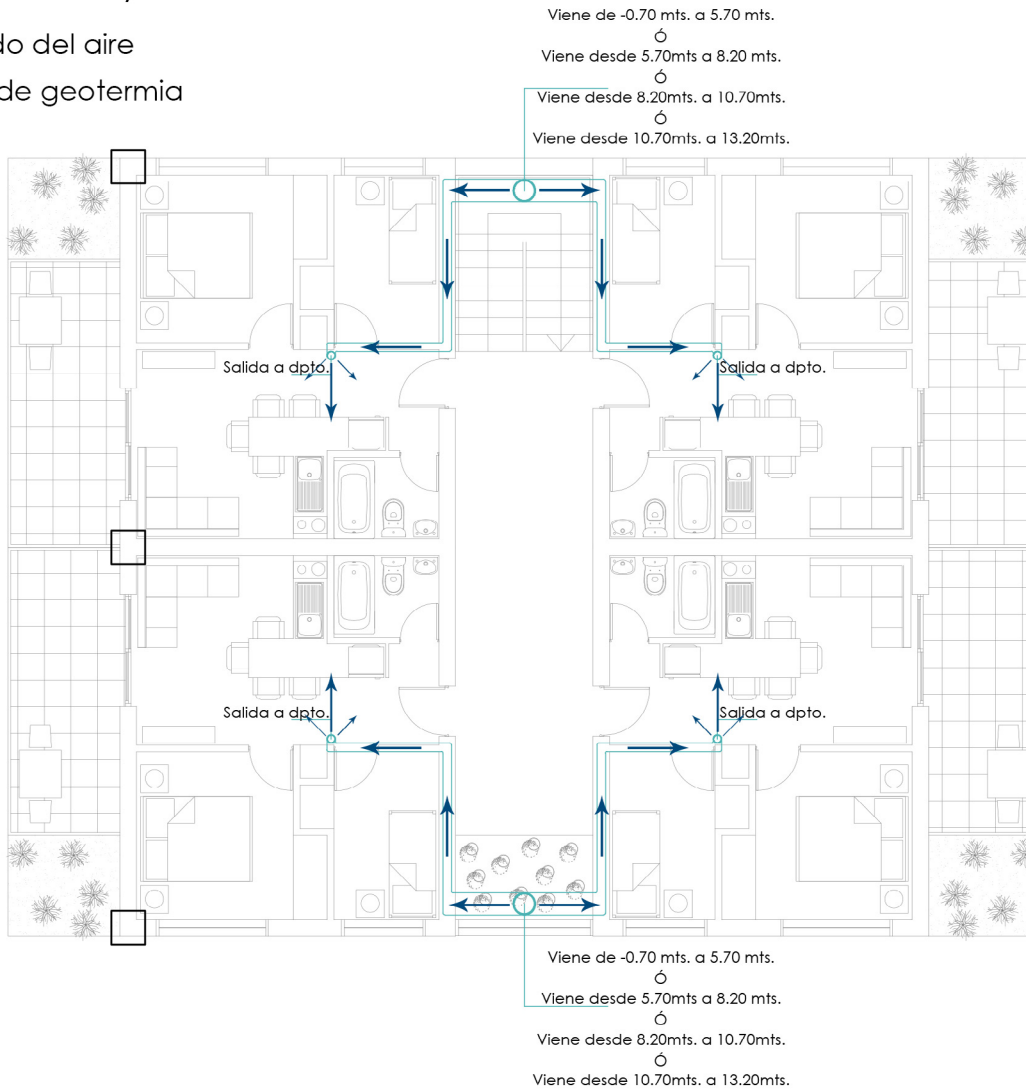 do del aire
de geotermia
Viene de -0.70 mts. a 5.70 mts.
Ó
Viene desde 5.70mts a 8.20 mts.
Ó
Viene desde 8.20mts. a 10.70mts.
Ó
Viene desde 10.70mts. a 13.20mts.
Salida a dpto.
Salida a dpto.
Salida a dpto.
Salida a dpto.
Viene de -0.70 mts. a 5.70 mts.
Ó
Viene desde 5.70mts a 8.20 mts.
Ó
Viene desde 8.20mts. a 10.70mts.
Ó
Viene desde 10.70mts. a 13.20mts.